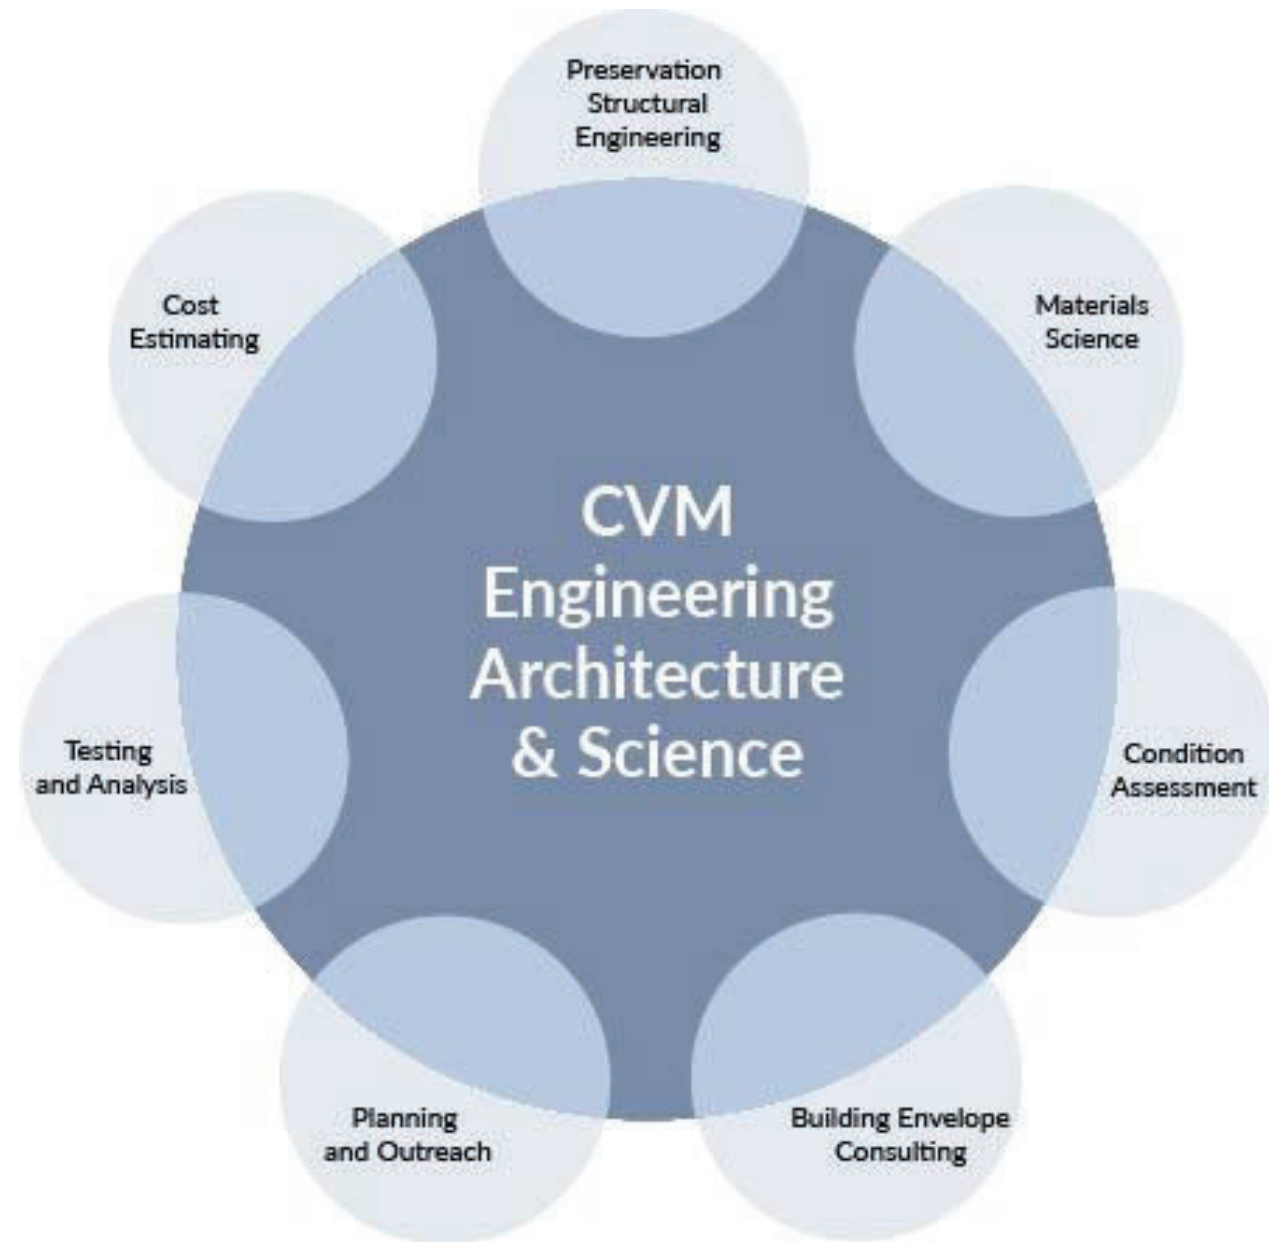 Preservation
Structural
Engineering
Cost
Estimating
Materials
Science
CVM
Engineering
Architecture
& Science
Testing
and Analysis
Condition
Assessment
Planning
and Outreach
Building Envelope
Consulting